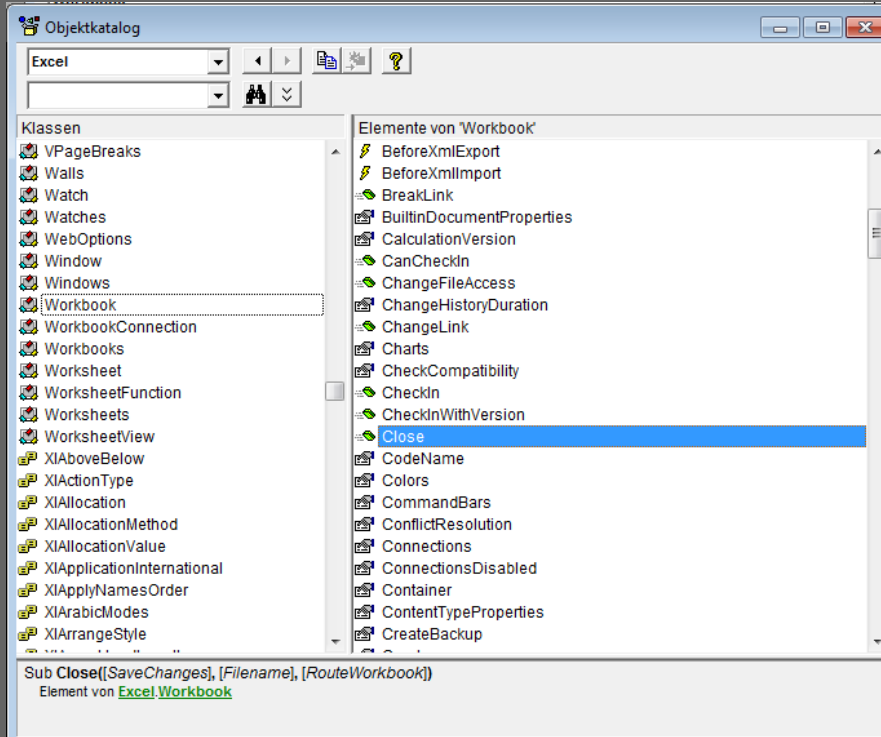 Objektkatalog
Excel
Klassen
VPageBreaks
Walls
Watch
Watches
WebOptions
Window
Windows
Workbook
WorkbookConnection
Workbooks
Worksheet
WorksheetFunction
Worksheets
WorksheetView
XlAboveBelow
XlActionType
XlAllocation
XlAllocationMethod
XlAllocationValue
XlApplicationInternational
XlApplyNamesOrder
XlArabicModes
XlArrangeStyle
Elemente von 'Workbook'
BeforeXmlExport
BeforeXmlImport
BreakLink
BuiltinDocumentProperties
CalculationVersion
CanCheckIn
ChangeFileAccess
ChangeHistoryDuration
ChangeLink
Charts
CheckCompatibility
CheckIn
CheckInWithVersion
Close
CodeName
Colors
CommandBars
ConflictResolution
Connections
ConnectionsDisabled
Container
ContentTypeProperties
CreateBackup
Sub Close([SaveChanges], [Filename], [RouteWorkbook])
Element von Excel.Workbook